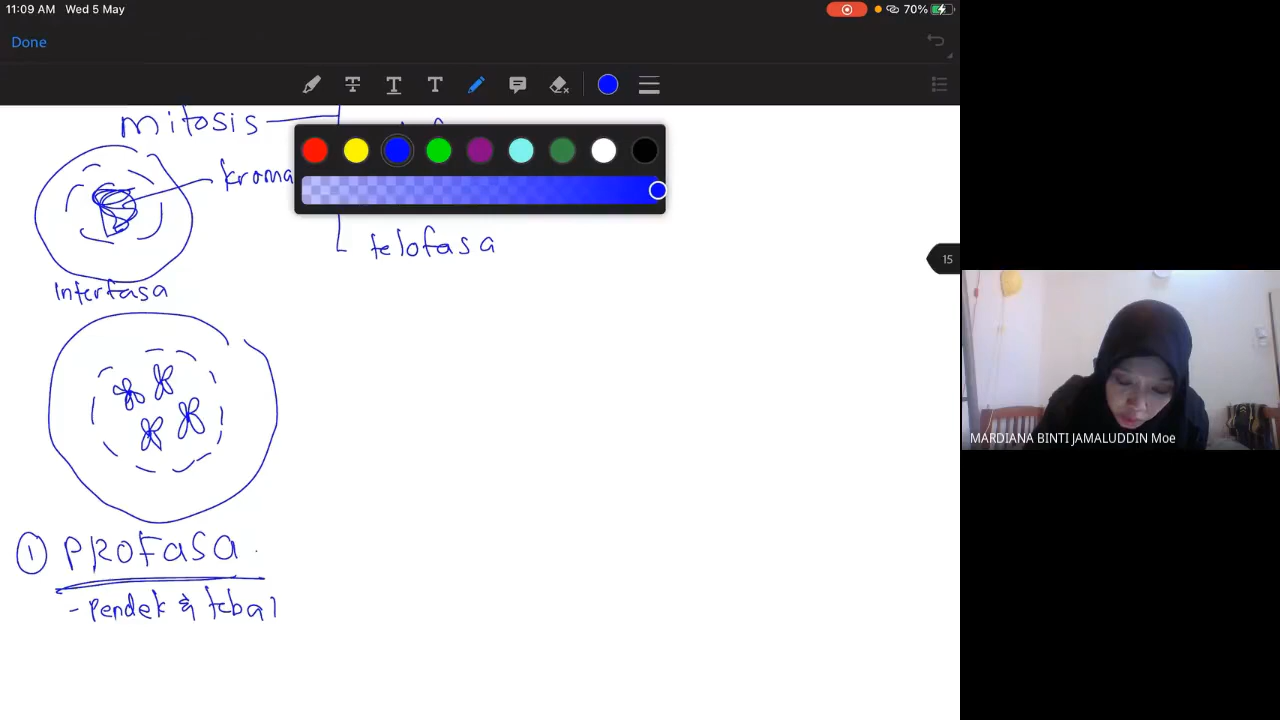 11:09 AM Wed 5 May
70%
Done
T T T
mitosis
kroma
telofasa
15
Interfasa
MARDIANA BINTI JAMALUDDIN Moe
1 PROFASA
- Pendek & tebal